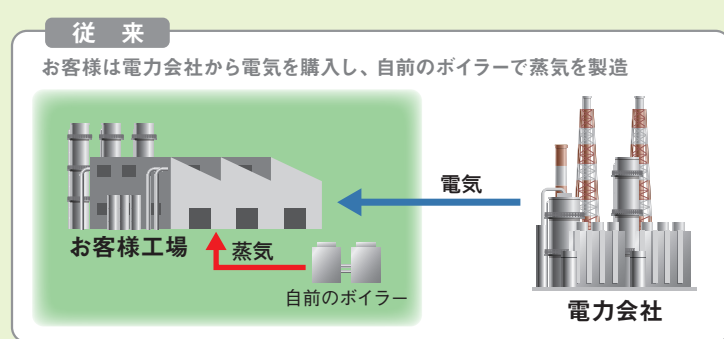 従 来
お客様は電力会社から電気を購入し、自前のボイラーで蒸気を製造
電気
お客様工場
蒸気
自前のボイラー
電力会社